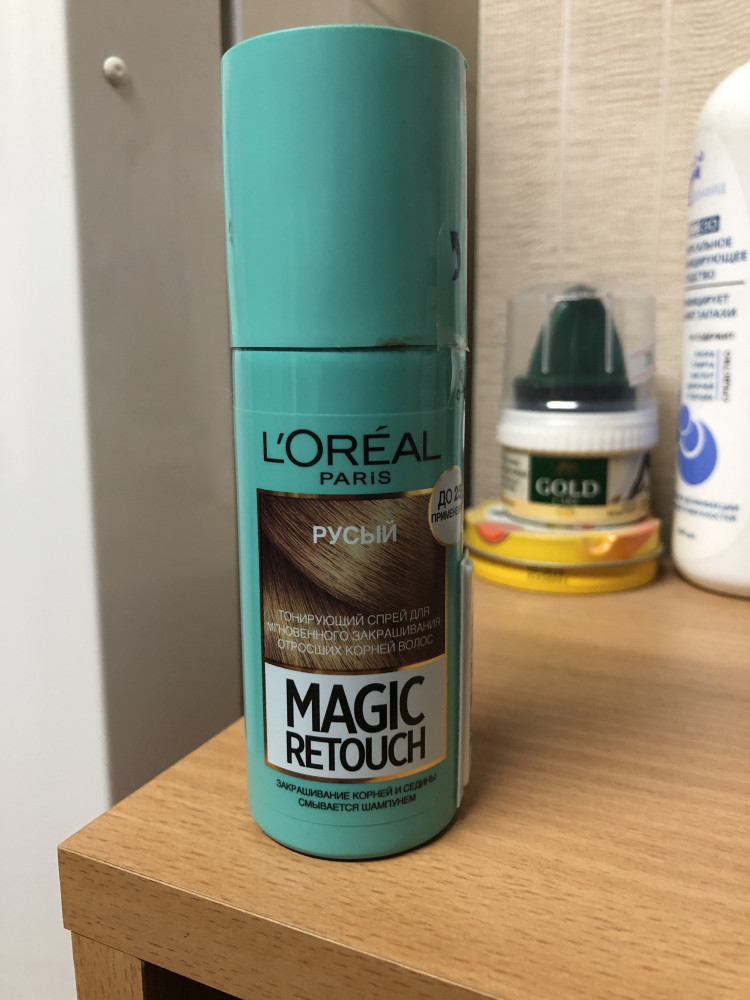 L'ORÉAL
PARIS
ДО 25
РУСЫЙ
ТОНИРУЮЩИЙ СПРЕЙ ДЛЯ
МГНОВЕННОГО ЗАКРАШИВАНИЯ
ОТРОСШИХ КОРНЕЙ ВОЛОС
MAGIC
RETOUCH
ЗАКРАШИВАНИЕ КОРНЕЙ И СЕДИНЫ
СМЫВАЕТСЯ ШАМПУНЕМ
GOLD